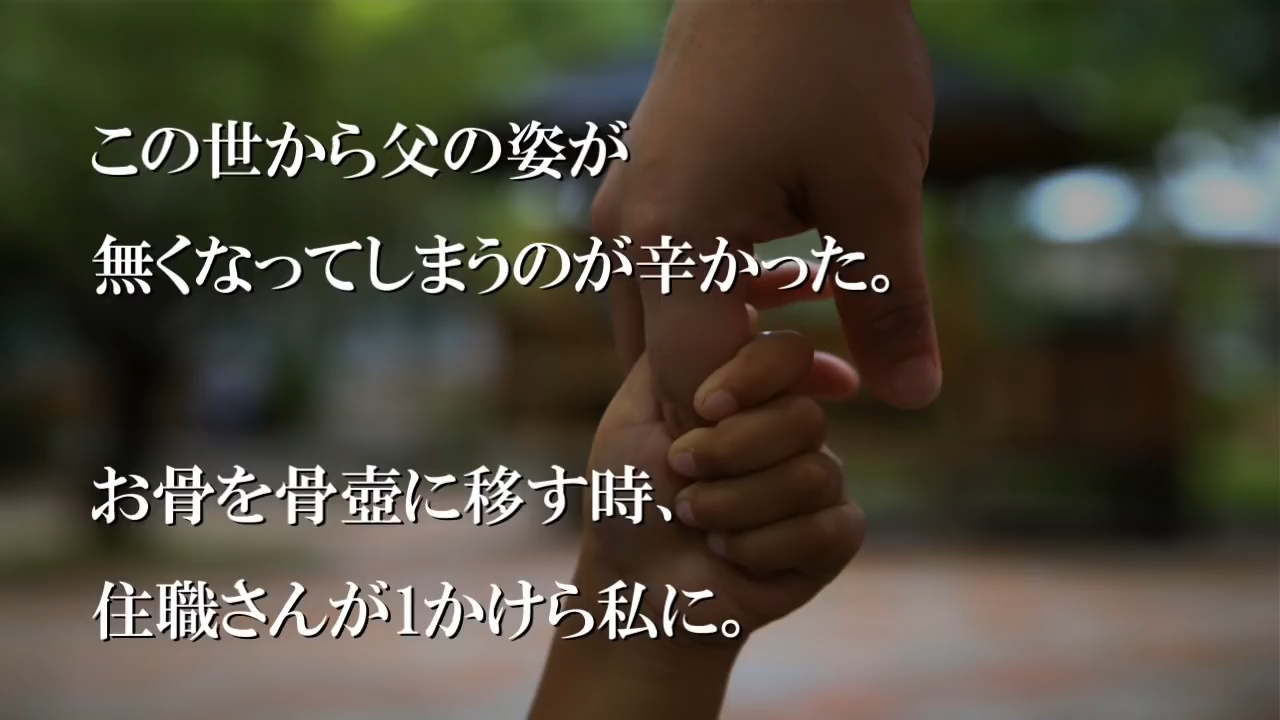 この世から父の姿が
無くなってしまうのが辛かった。
お骨を骨壺に移す時、
住職さんが1かけら私に。